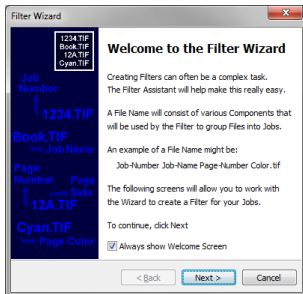 Filter Wizard
1234.TIF
Book.TIF
12A.TIF
Cyan.TIF
Job
Number
1234.TIF
Book.TIF
Job Name
Page
Number Page
Side
12A.TIF
Cyan.TIF
Page Color
Welcome to the Filter Wizard
Creating Filters can often be a complex task.
The Filter Assistant will help make this really easy.
A File Name will consist of various Components that
will be used by the Filter to group Files into Jobs.
An example of a File Name might be:
Job-Number Job-Name Page-Number Color.tif
The following screens will allow you to work with
the Wizard to create a Filter for your Jobs.
To continue, click Next
Always show Welcome Screen
< Back Next > Cancel